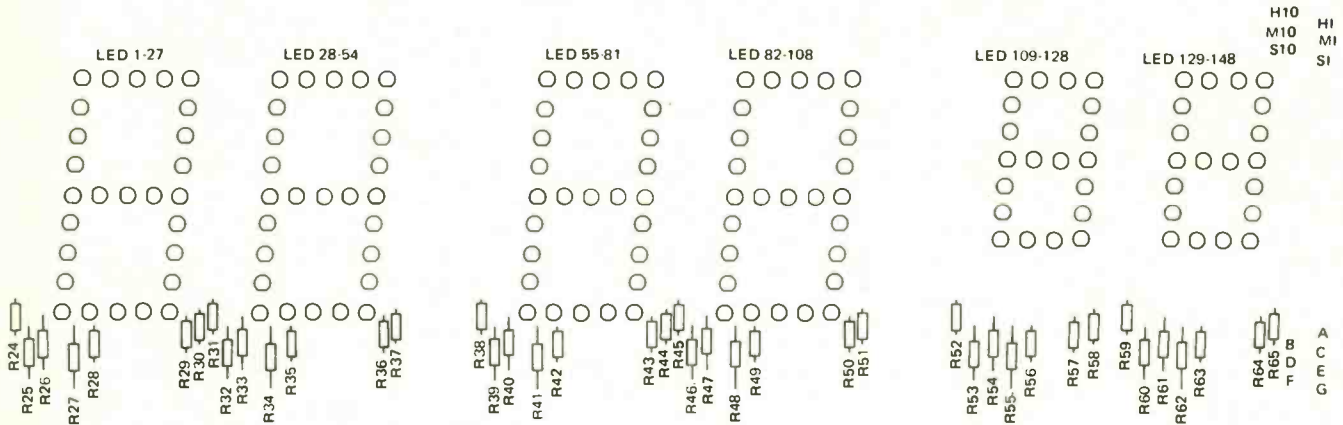 H10 HI
M10 MI
S10 SI
LED 1-27 LED 28-54 LED 55-81 LED 82-108 LED 109-128 LED 129-148
R24 R25 R26 R27 R28 R29 R30 R31 R32 R33 R34 R35 R36 R37 R38 R39 R40 R41 R42 R43 R44 R45 R46 R47 R48 R49 R50 R51 R52 R53 R54 R55 R56 R57 R58 R59 R60 R61 R62 R63 R64 R65
A
B
C
D
E
F
G